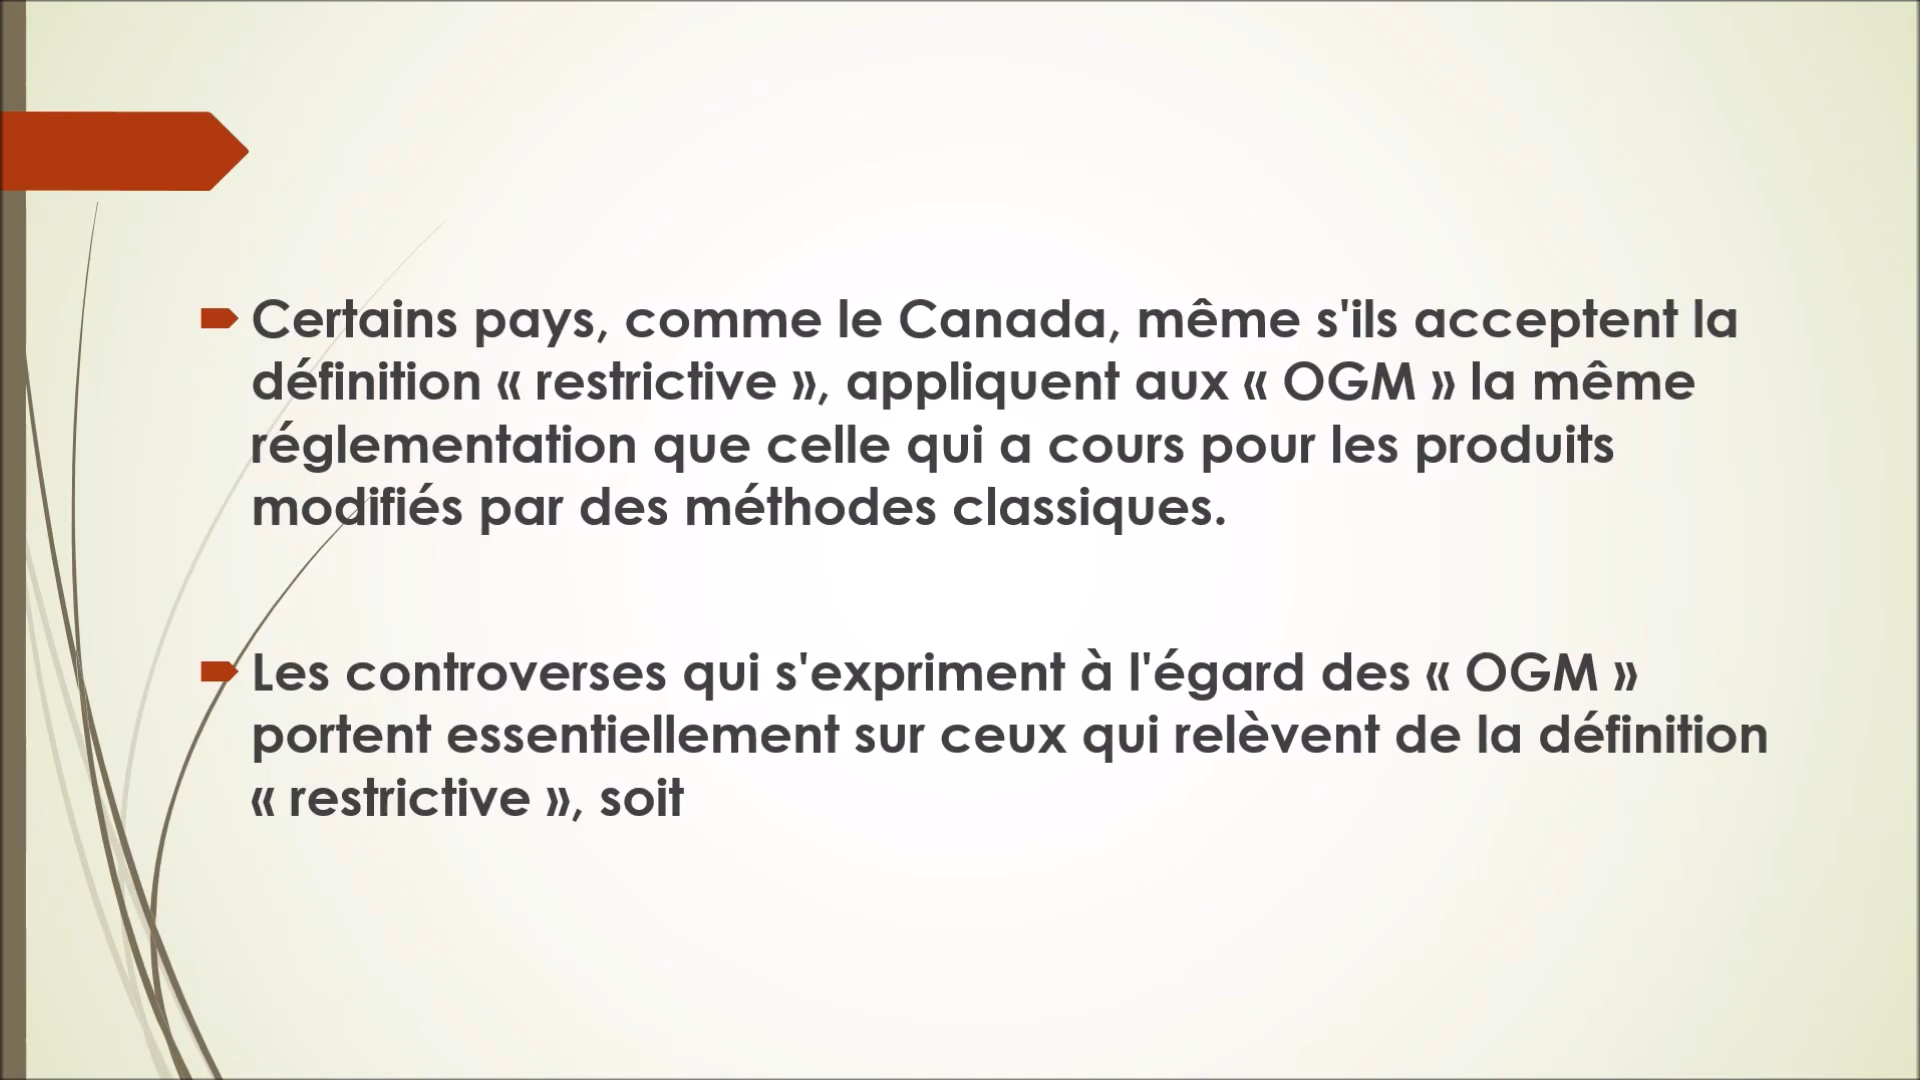 Certains pays, comme le Canada, même s'ils acceptent la
définition « restrictive », appliquent aux « OGM » la même
réglementation que celle qui a cours pour les produits
modifiés par des méthodes classiques.
Les controverses qui s'expriment à l'égard des « OGM »
portent essentiellement sur ceux qui relèvent de la définition
« restrictive », soit